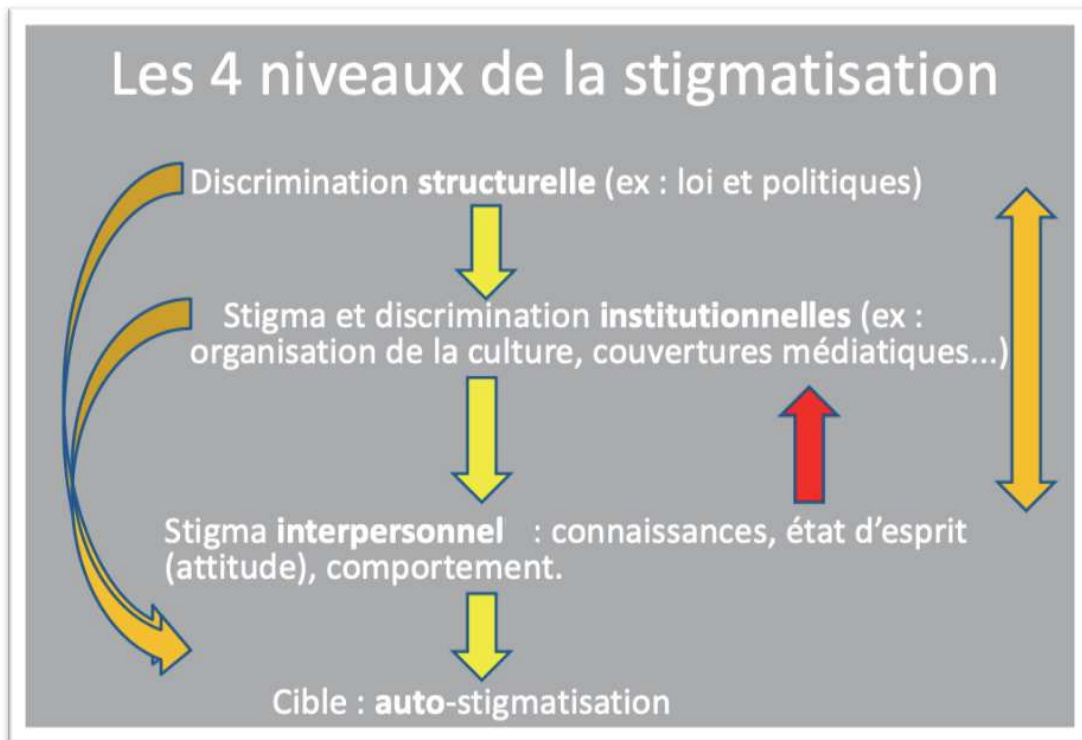 Les 4 niveaux de la stigmatisation
Discrimination structurelle (ex : loi et politiques)
Stigma et discrimination institutionnelles (ex :
organisation de la culture, couvertures médiatiques...)
Stigma interpersonnel : connaissances, état d’esprit
(attitude), comportement.
Cible : auto-stigmatisation